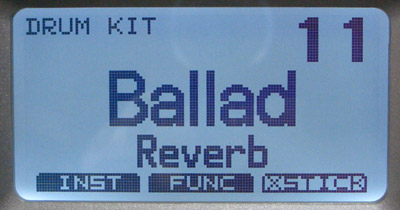 DRUM KIT 11
Ballad
Reverb
INST FUNC XSTICK